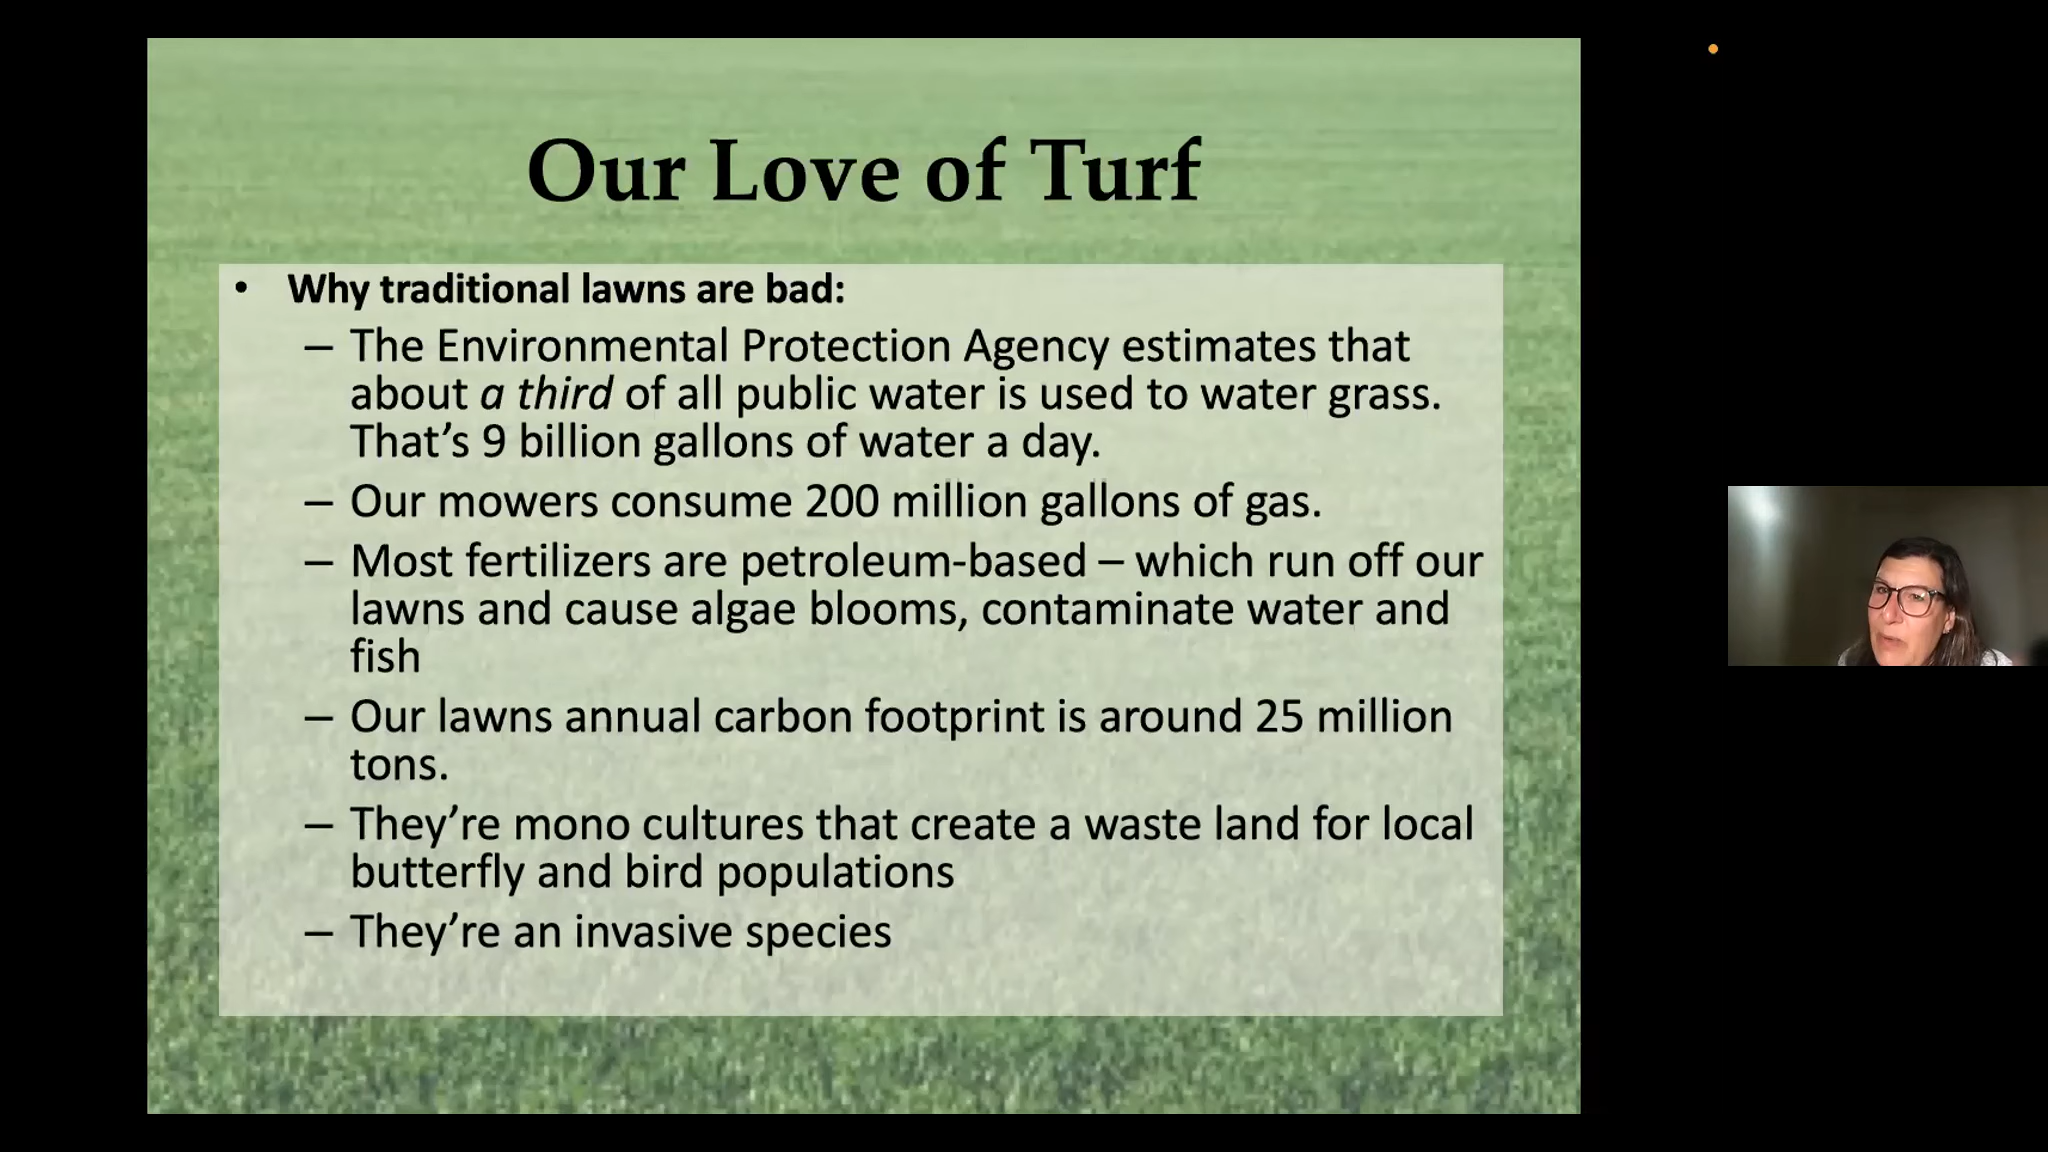 Our Love of Turf
• Why traditional lawns are bad:
– The Environmental Protection Agency estimates that
about a third of all public water is used to water grass.
That’s 9 billion gallons of water a day.
– Our mowers consume 200 million gallons of gas.
– Most fertilizers are petroleum-based – which run off our
lawns and cause algae blooms, contaminate water and
fish
– Our lawns annual carbon footprint is around 25 million
tons.
– They’re mono cultures that create a waste land for local
butterfly and bird populations
– They’re an invasive species